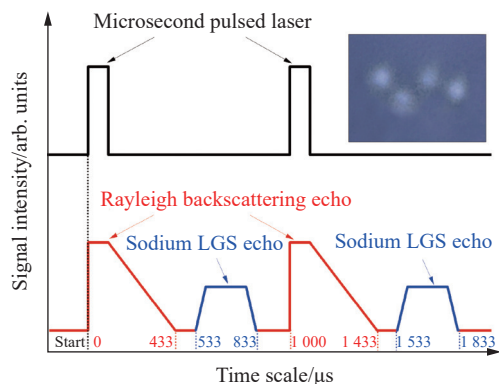 Microsecond pulsed laser
Signal intensity/arb. units
Rayleigh backscattering echo
Sodium LGS echo
Sodium LGS echo
Start 0 433 533 833 1 000 1 433 1 533 1 833
Time scale/μs